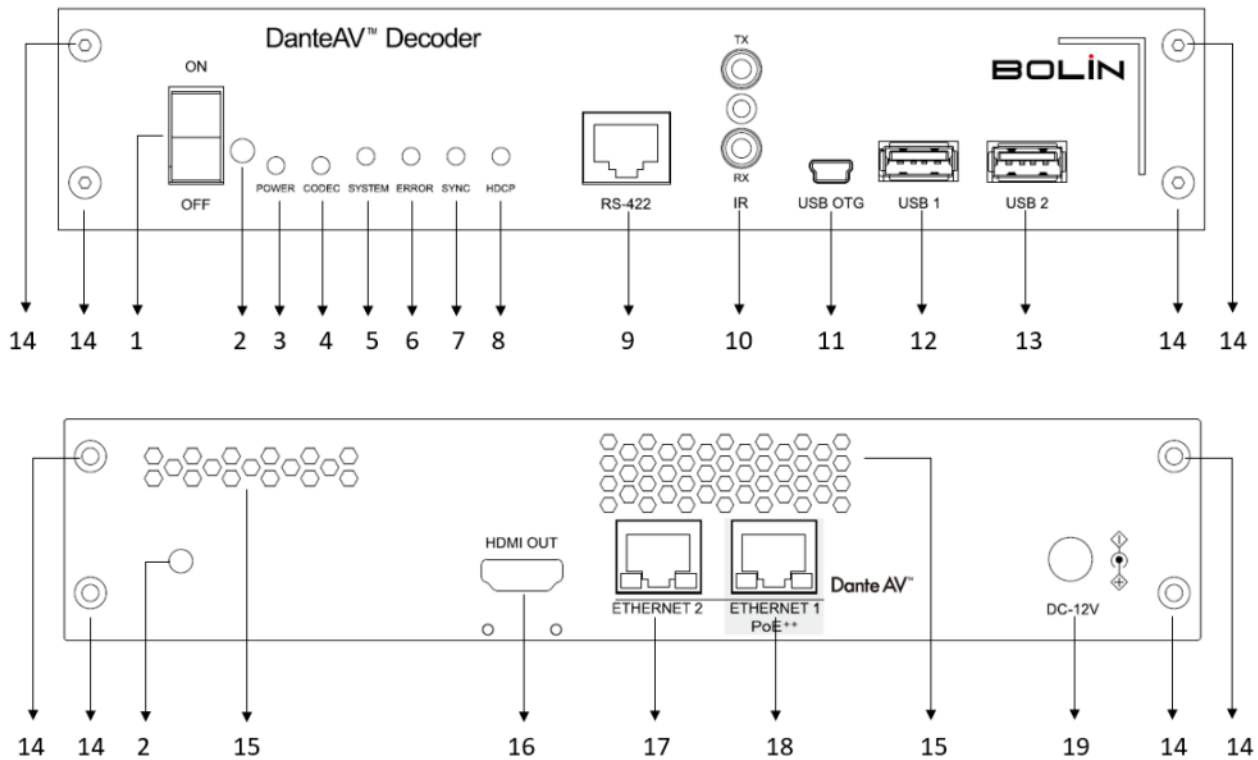 DanteAV™ Decoder
TX
BOLIN
ON
POWER CODEC SYSTEM ERROR SYNC HDCP
RX
OFF
RS-422 IR USB OTG USB 1 USB 2
14 14 1 2 3 4 5 6 7 8 9 10 11 12 13 14 14
HDMI OUT
Dante AV™
ETHERNET 2 ETHERNET 1
PoE++
DC-12V
14 14 2 15 16 17 18 15 19 14 14